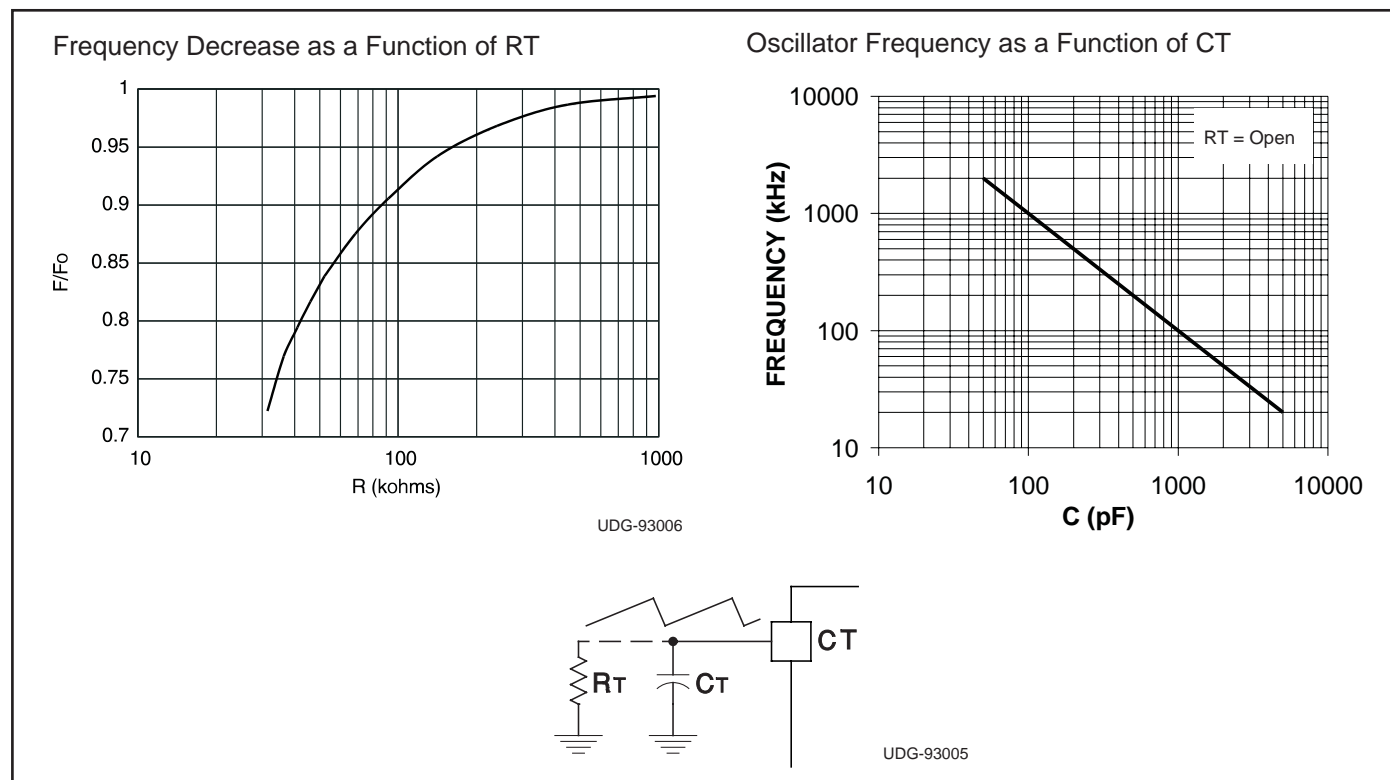 Frequency Decrease as a Function of RT
1
0.95
0.9
0.85
0.8
0.75
0.7
F/Fo
10
100
1000
R (kohms)
UDG-93006
Oscillator Frequency as a Function of CT
10000
1000
100
10
FREQUENCY (kHz)
RT = Open
10
100
1000
10000
C (pF)
RT
CT
CT
UDG-93005